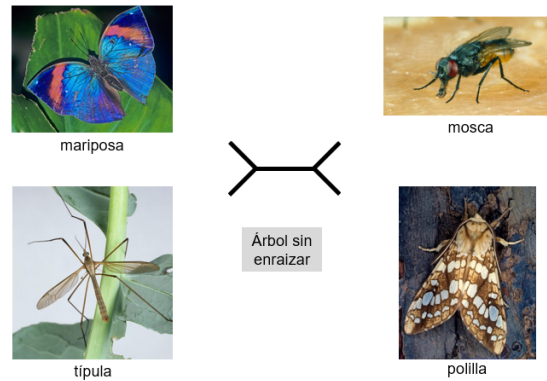 mariposa
mosca
Árbol sin
enraizar
típula
polilla